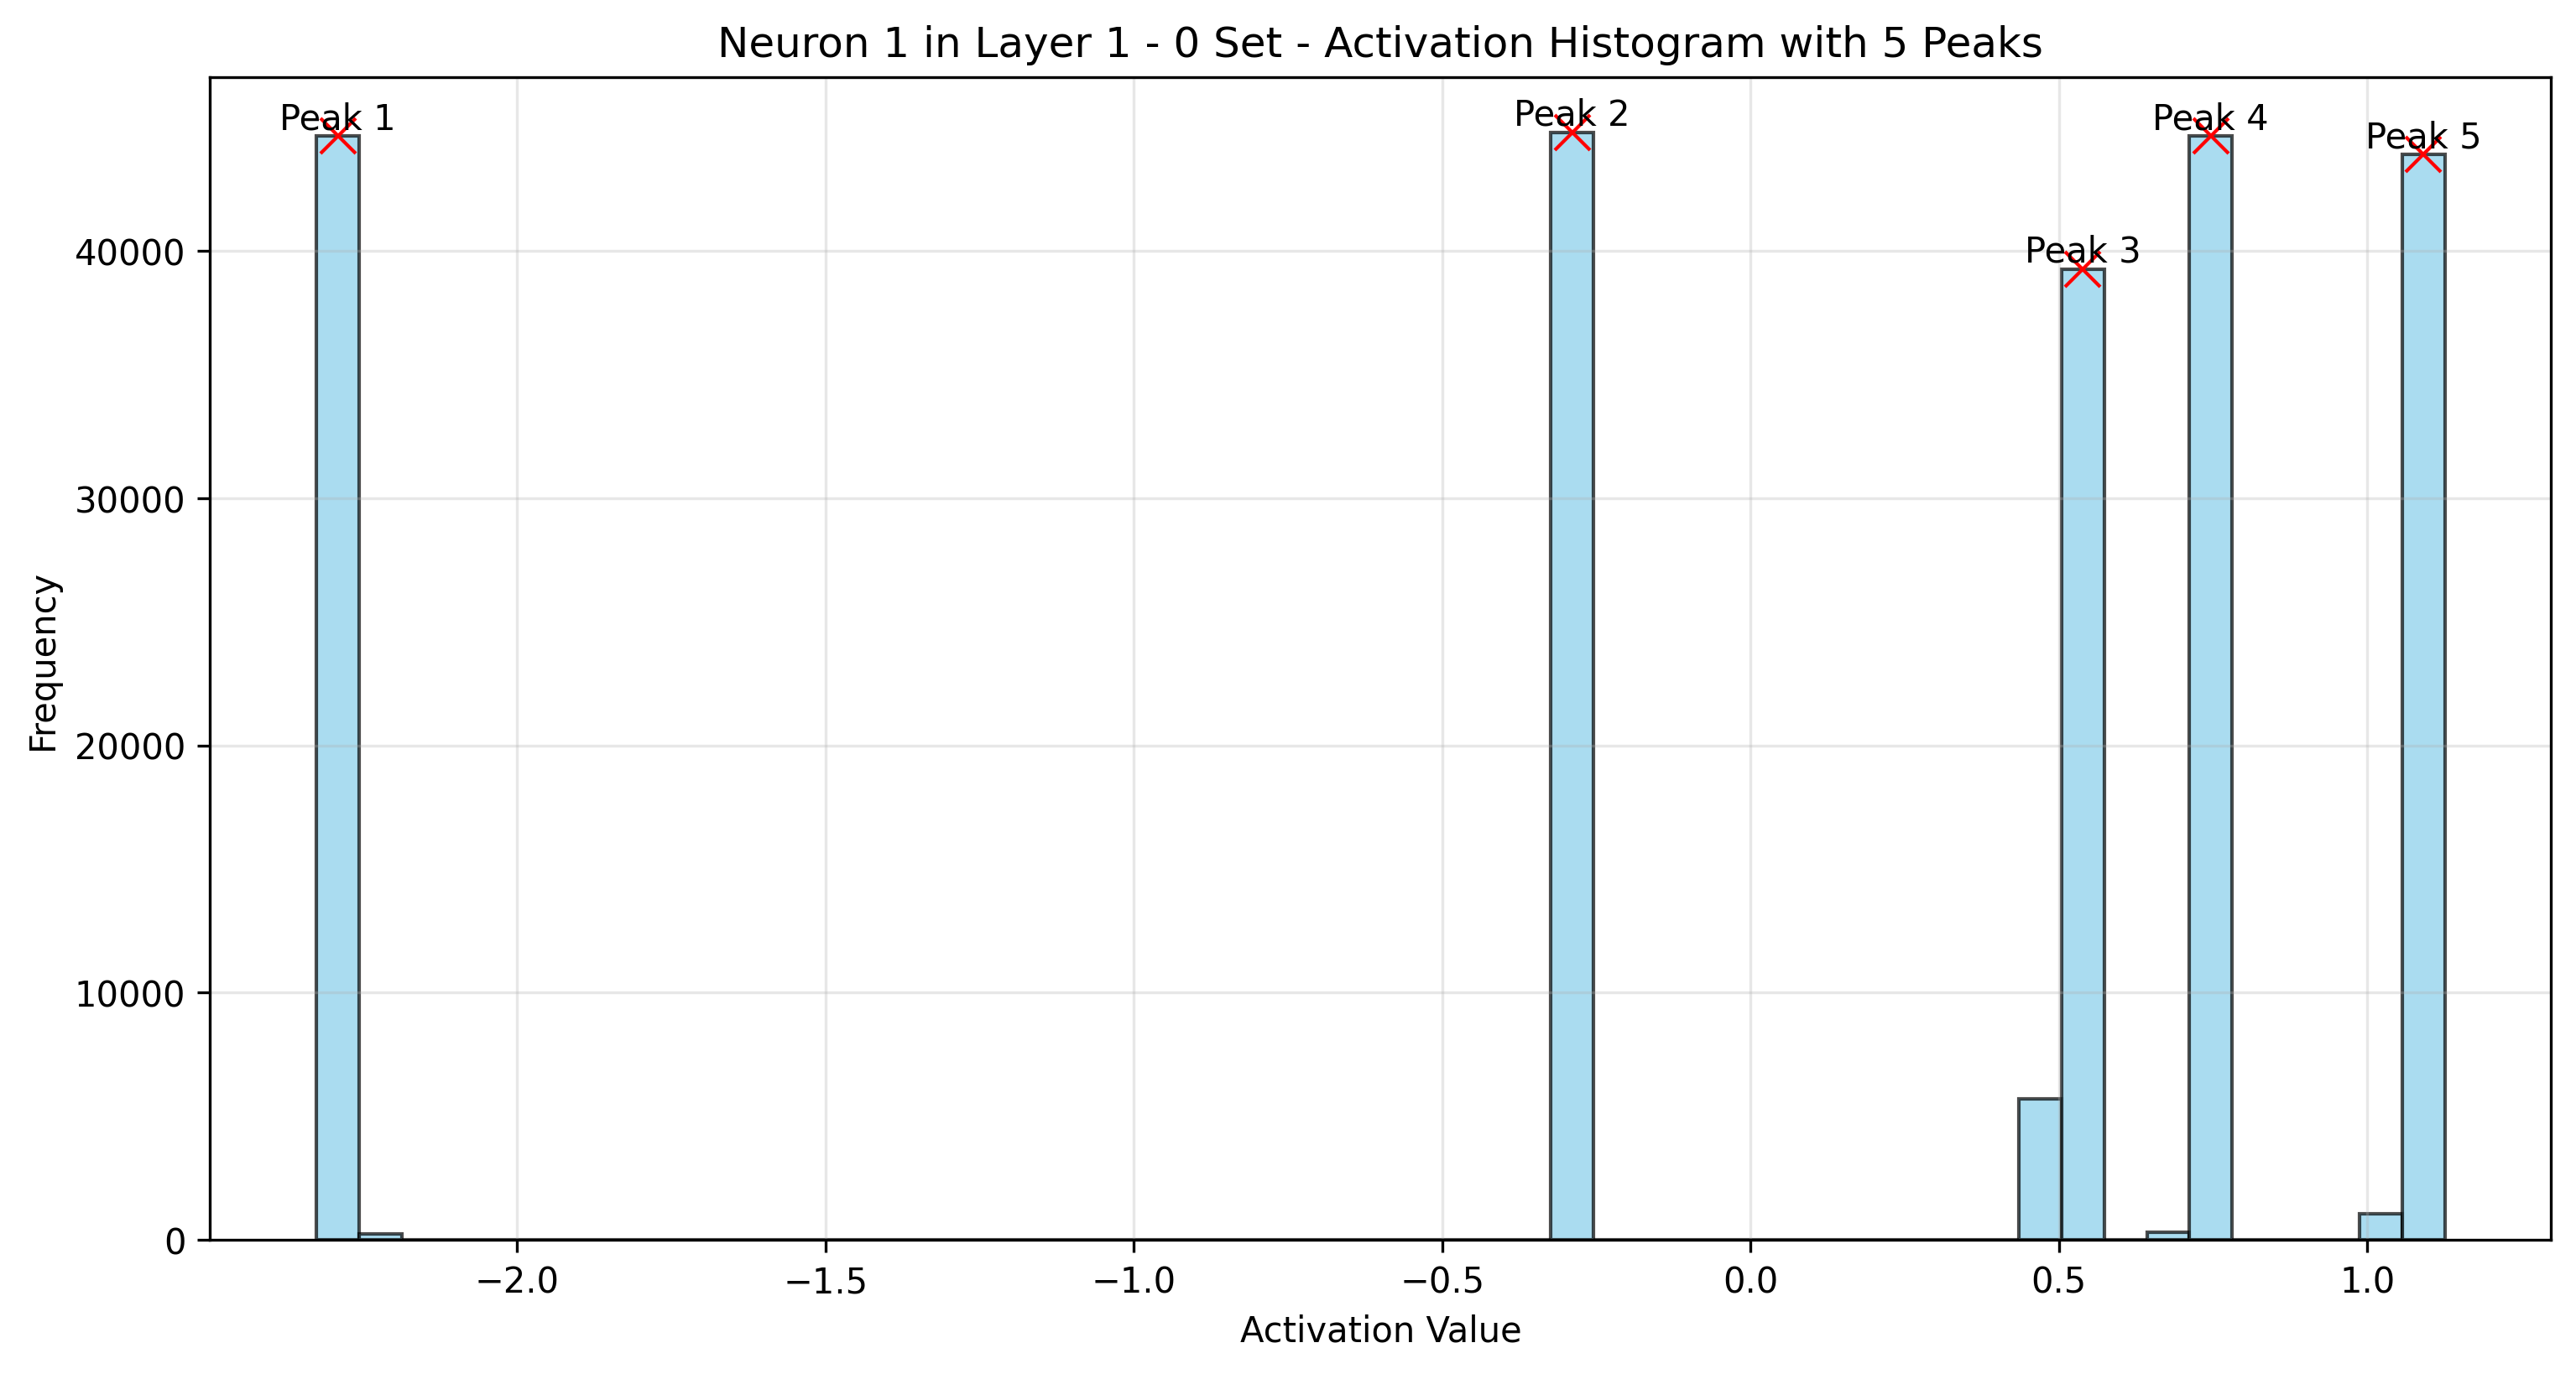 Neuron 1 in Layer 1 - 0 Set - Activation Histogram with 5 Peaks
Peak 1
Peak 2
Peak 3
Peak 4
Peak 5
Frequency
40000
30000
20000
10000
0
−2.0
−1.5
−1.0
−0.5
0.0
0.5
1.0
Activation Value